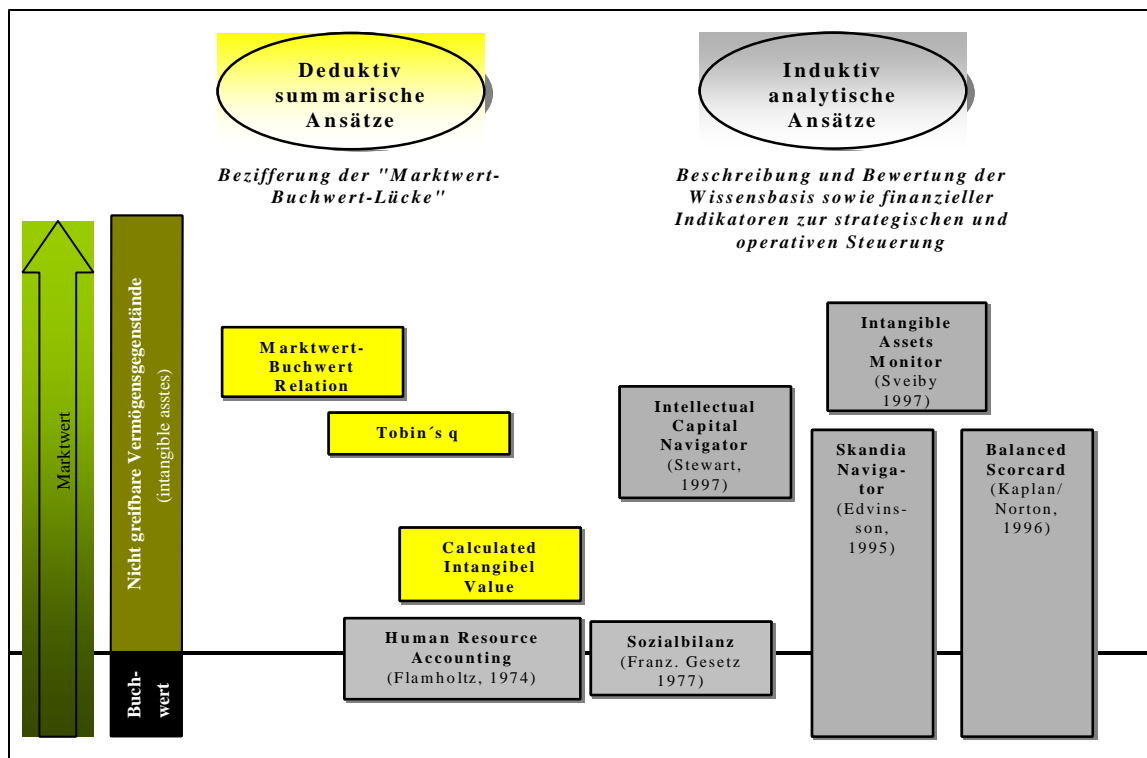 Deduktiv
summarische
Ansätze
Induktiv
analytische
Ansätze
Bezifferung der "Marktwert-
Buchwert-Lücke"
Beschreibung und Bewertung der
Wissensbasis sowie finanzieller
Indikatoren zur strategischen und
operativen Steuerung
Marktwert
Nicht greifbare Vermögensgegenstände
(intangible asstes)
Buch-
wert
Marktwert-
Buchwert
Relation
Tobin´s q
Calculated
Intangibel
Value
Human Resource
Accounting
(Flamholtz, 1974)
Sozialbilanz
(Franz. Gesetz
1977)
Intellectual
Capital
Navigator
(Stewart,
1997)
Intangible
Assets
Monitor
(Sveiby
1997)
Skandia
Naviga-
tor
(Edvins-
son,
1995)
Balanced
Scorcard
(Kaplan/
Norton,
1996)